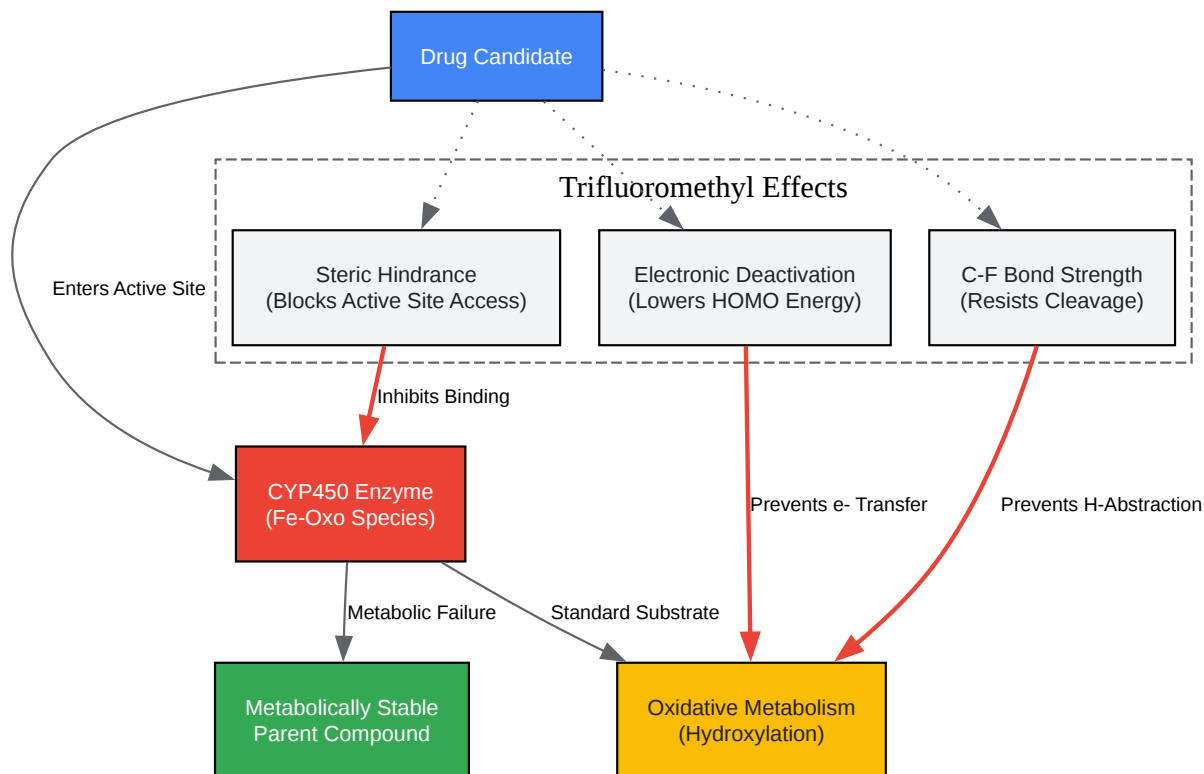 Drug Candidate
Trifluoromethyl Effects
Steric Hindrance
(Blocks Active Site Access)
Electronic Deactivation
(Lowers HOMO Energy)
C-F Bond Strength
(Resists Cleavage)
Enters Active Site
Inhibits Binding
CYP450 Enzyme
(Fe-Oxo Species)
Prevents e- Transfer
Prevents H-Abstraction
Metabolic Failure
Standard Substrate
Metabolically Stable
Parent Compound
Oxidative Metabolism
(Hydroxylation)